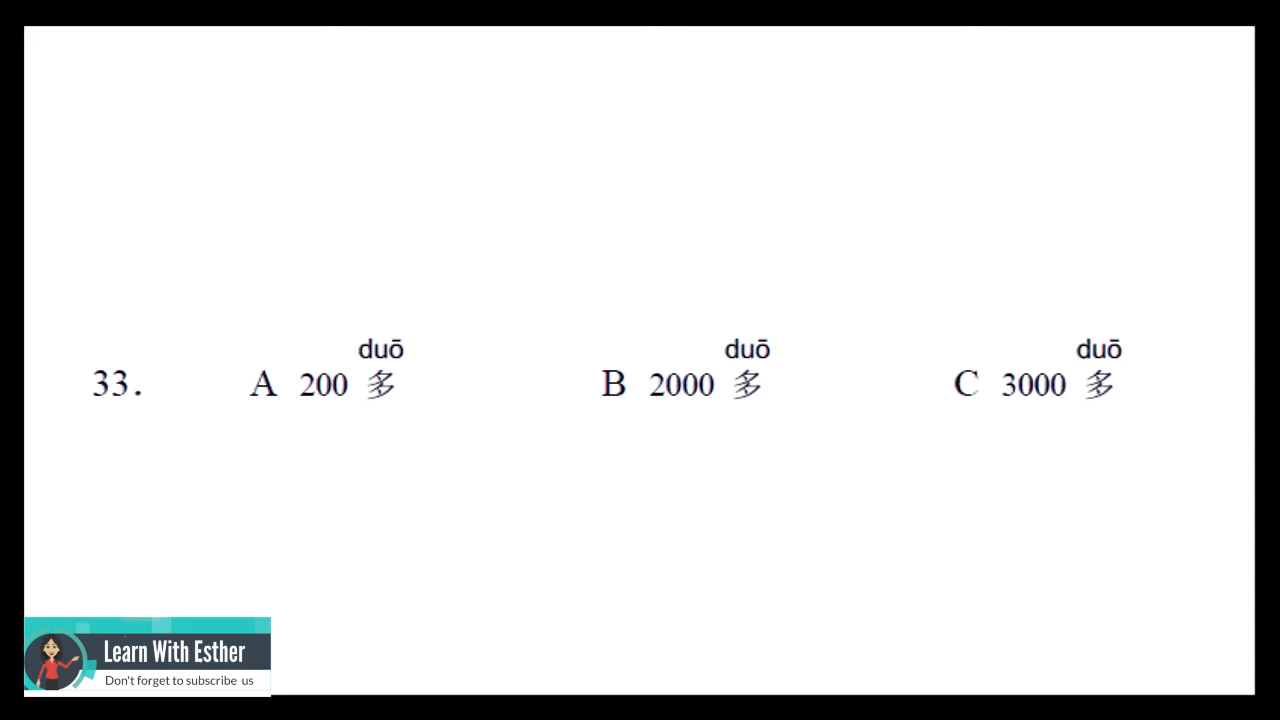 duō duō duō
33. A 200 多 B 2000 多 C 3000 多
Learn With Esther
Don't forget to subscribe us